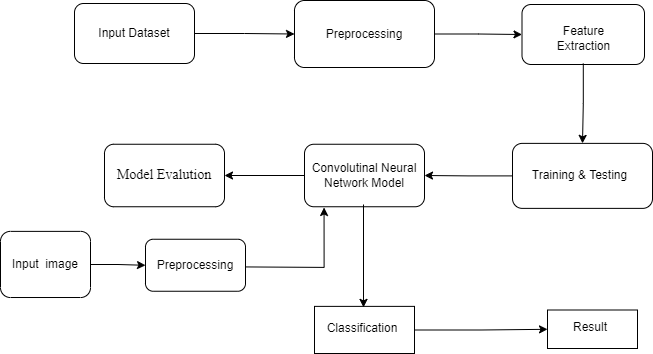 Input Dataset
Preprocessing
Feature
Extraction
Model Evalution
Convolutinal Neural
Network Model
Training & Testing
Input image
Preprocessing
Classification
Result